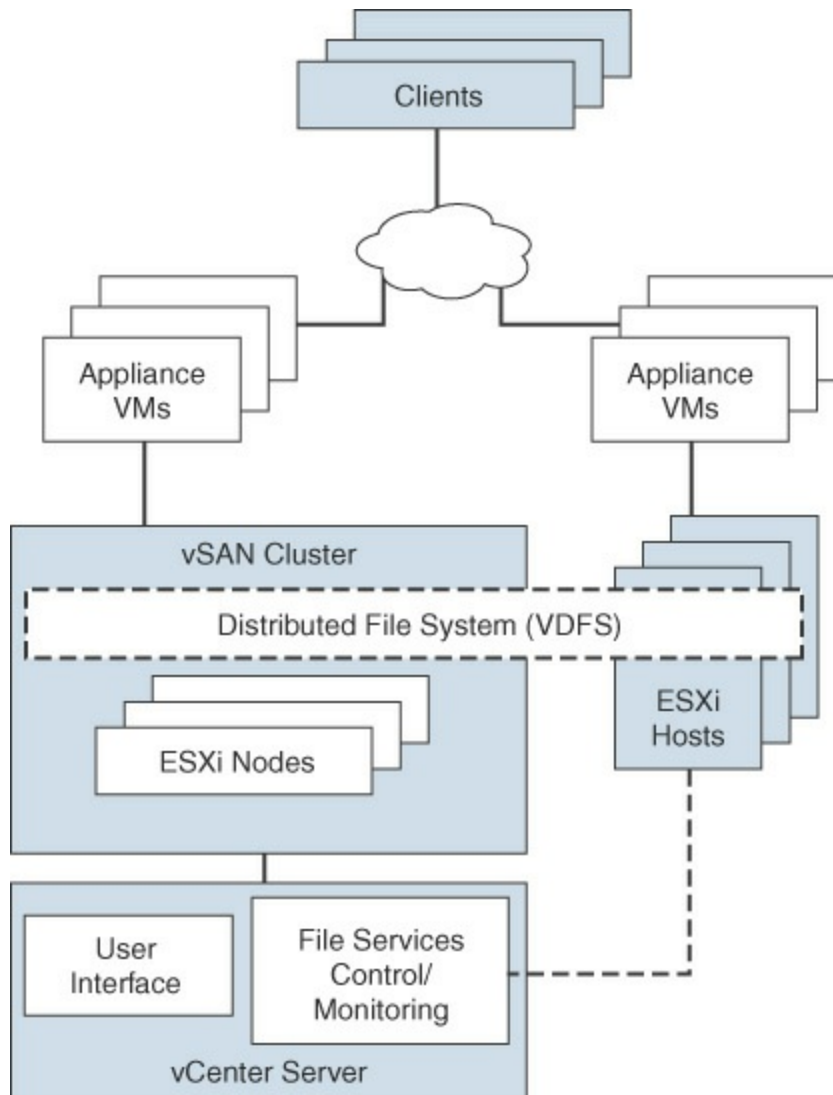 Clients
Appliance
VMs
Appliance
VMs
vSAN Cluster
Distributed File System (VDFS)
ESXi Nodes
ESXi
Hosts
User
Interface
File Services
Control/
Monitoring
vCenter Server